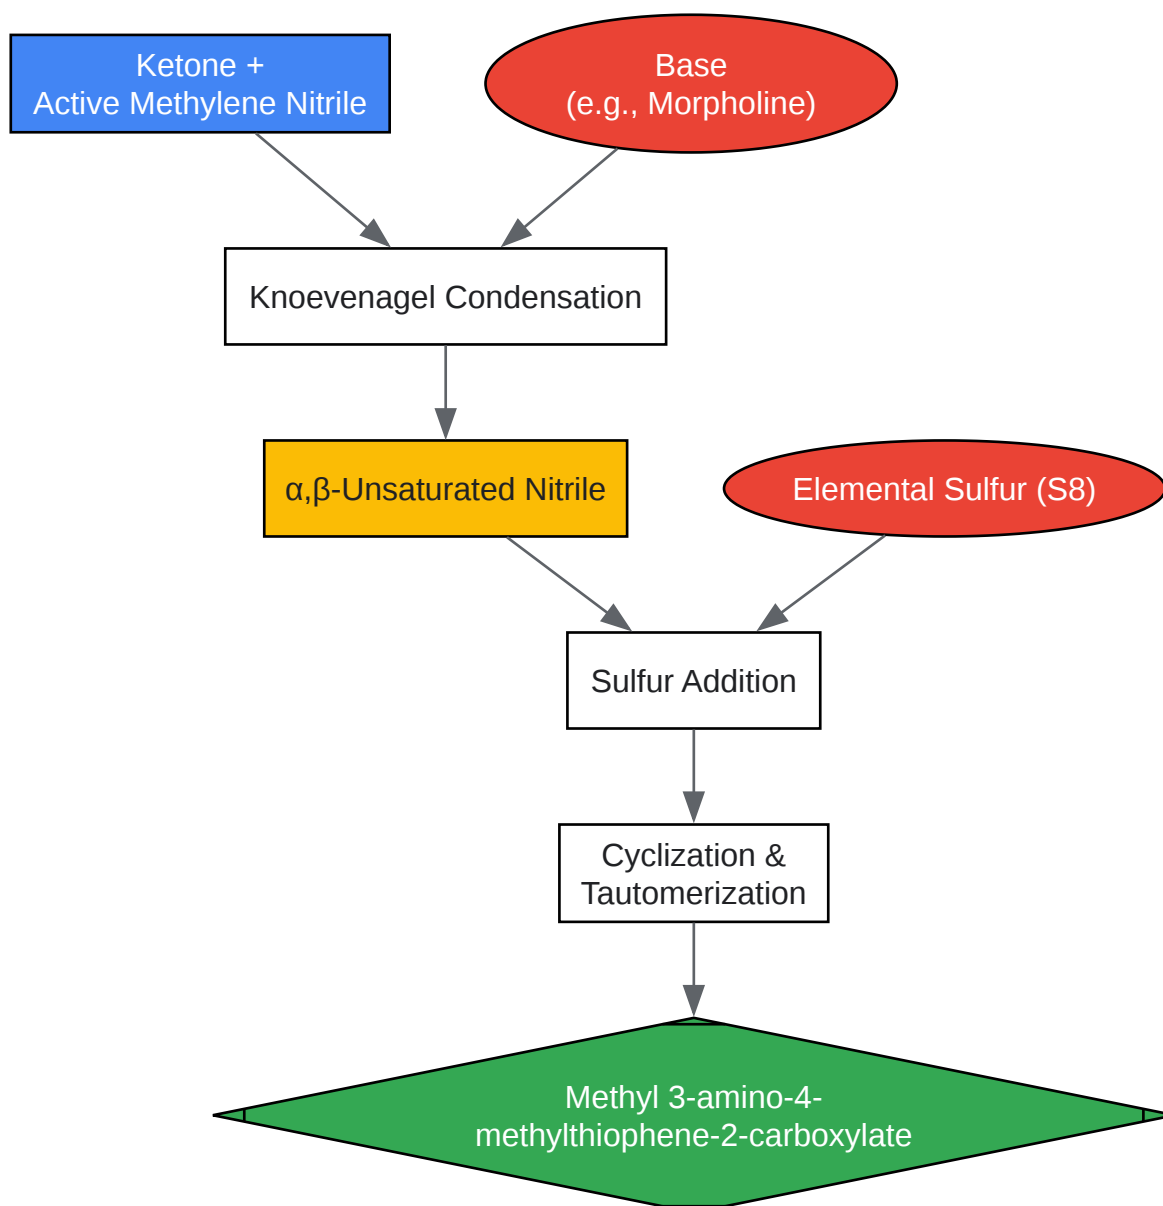 Ketone +
Active Methylene Nitrile
Base
(e.g., Morpholine)
Knoevenagel Condensation
α,β-Unsaturated Nitrile
Elemental Sulfur (S8)
Sulfur Addition
Cyclization &
Tautomerization
Methyl 3-amino-4-
methylthiophene-2-carboxylate